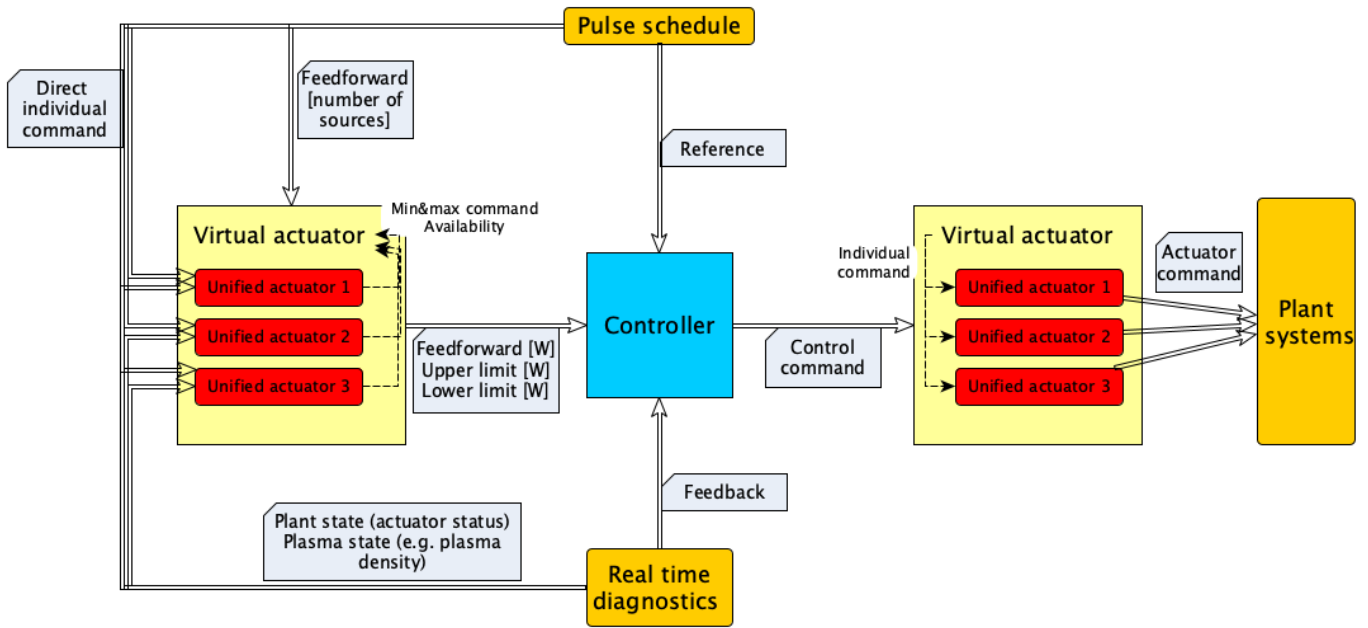 Pulse schedule
Direct
individual
command
Feedforward
[number of
sources]
Reference
Min&max command
Availability
Virtual actuator
Unified actuator 1
Unified actuator 2
Unified actuator 3
Feedforward [W]
Upper limit [W]
Lower limit [W]
Controller
Control
command
Individual
command
Virtual actuator
Unified actuator 1
Unified actuator 2
Unified actuator 3
Actuator
command
Plant
systems
Feedback
Plant state (actuator status)
Plasma state (e.g. plasma
density)
Real time
diagnostics